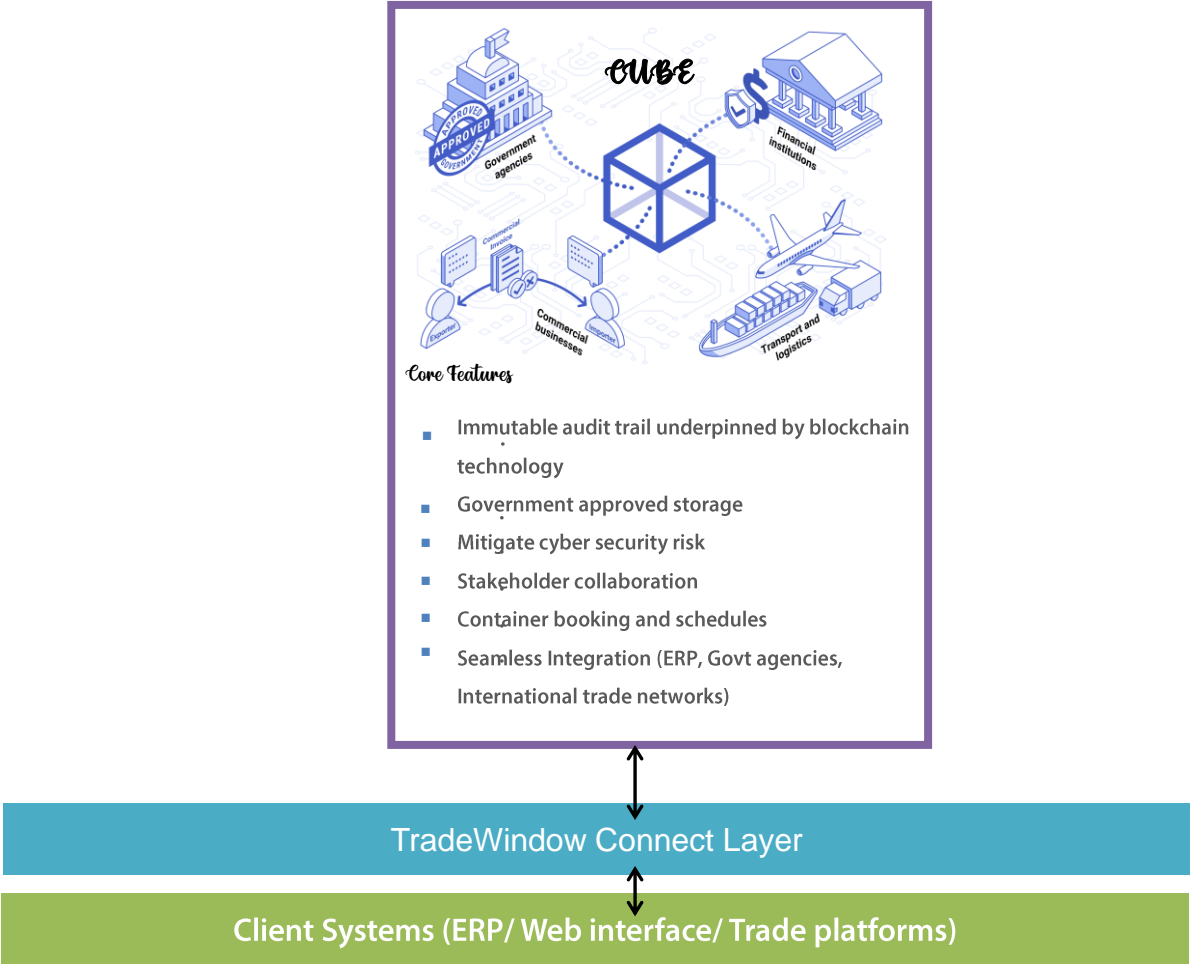 CUBE
APPROVED
APPROVED
GOVERNMENT
Government
agencies
Financial
institutions
Commercial
Invoice
Exporter
Commercial
businesses
Importer
Transport and
logistics
Core Features
Immutable audit trail underpinned by blockchain
technology
Government approved storage
Mitigate cyber security risk
Stakeholder collaboration
Container booking and schedules
Seamless Integration (ERP, Govt agencies,
International trade networks)
TradeWindow Connect Layer
Client Systems (ERP/ Web interface/ Trade platforms)